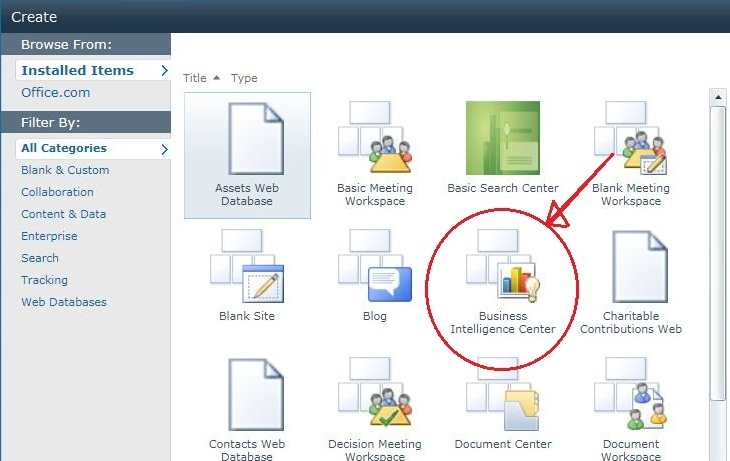 Create
Browse From:
Installed Items
Office.com
Filter By:
All Categories
Blank & Custom
Collaboration
Content & Data
Enterprise
Search
Tracking
Web Databases
Title Type
Assets Web
Database
Basic Meeting
Workspace
Basic Search Center
Blank Meeting
Workspace
Blank Site
Blog
Business
Intelligence Center
Charitable
Contributions Web
Contacts Web
Database
Decision Meeting
Workspace
Document Center
Document
Workspace